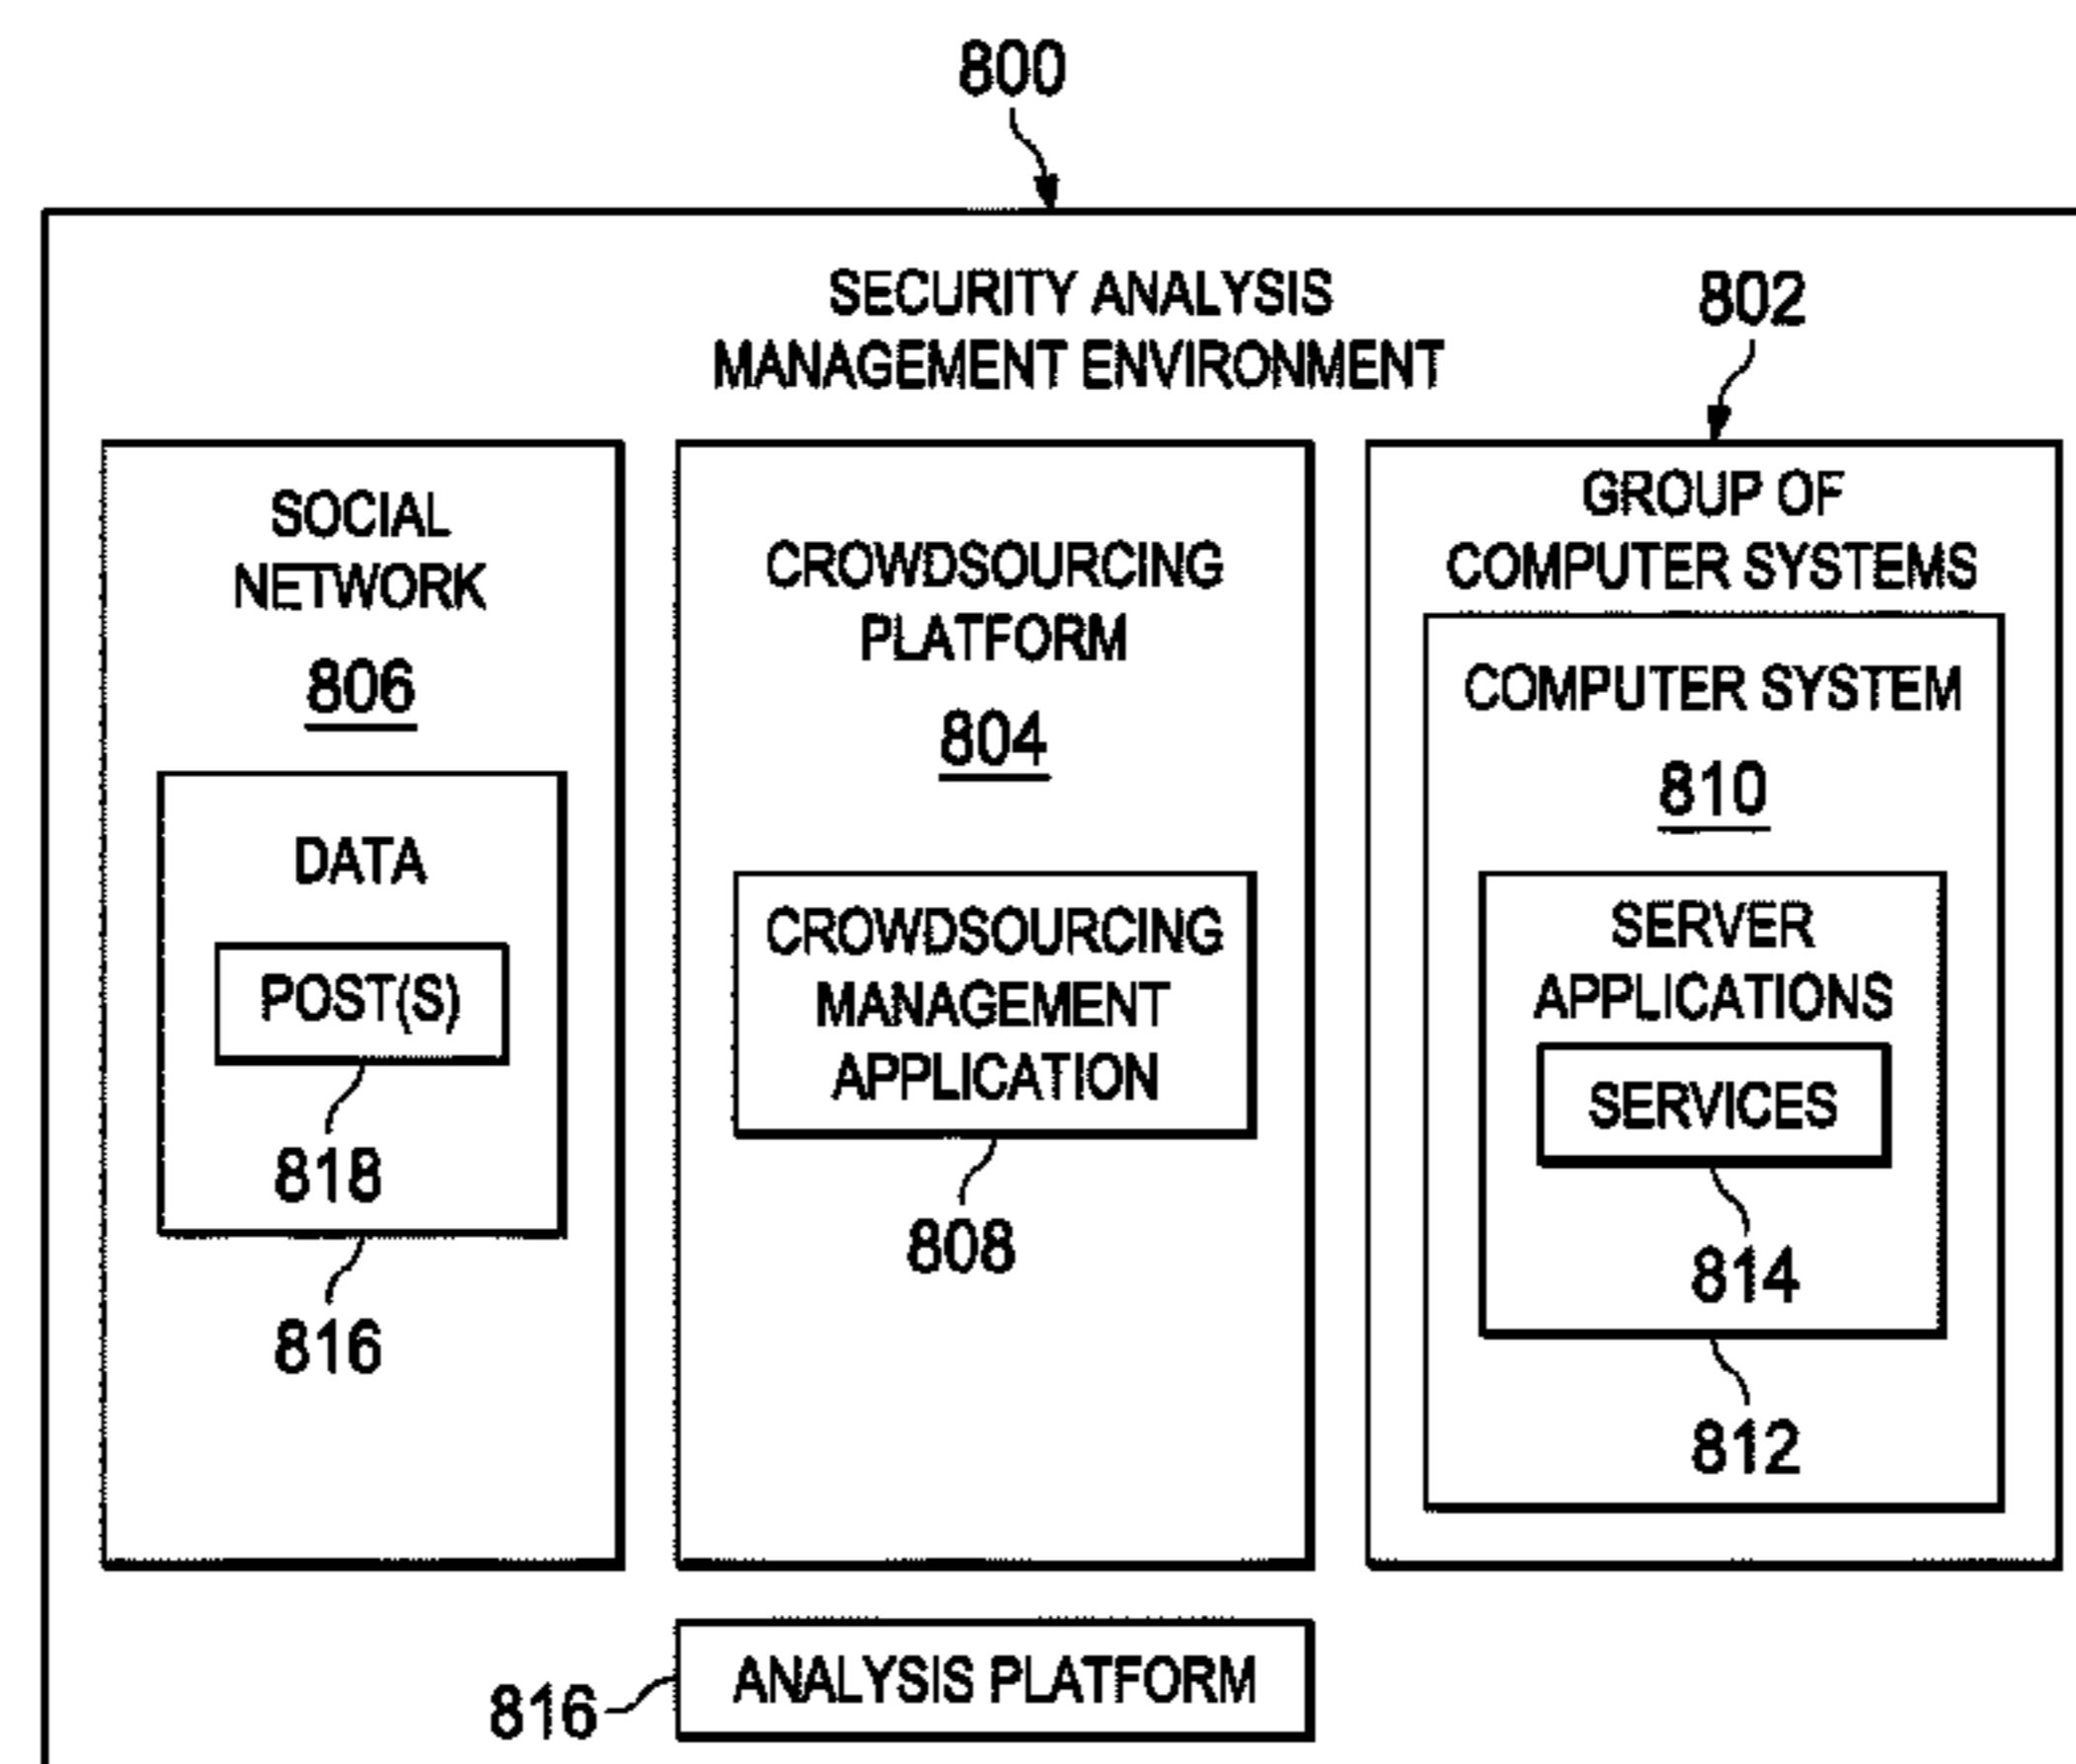 800
SECURITY ANALYSIS
MANAGEMENT ENVIRONMENT
802
SOCIAL
NETWORK
806
DATA
POST(S)
818
816
CROWDSOURCING
PLATFORM
804
CROWDSOURCING
MANAGEMENT
APPLICATION
808
GROUP OF
COMPUTER SYSTEMS
COMPUTER SYSTEM
810
SERVER
APPLICATIONS
SERVICES
814
812
816
ANALYSIS PLATFORM